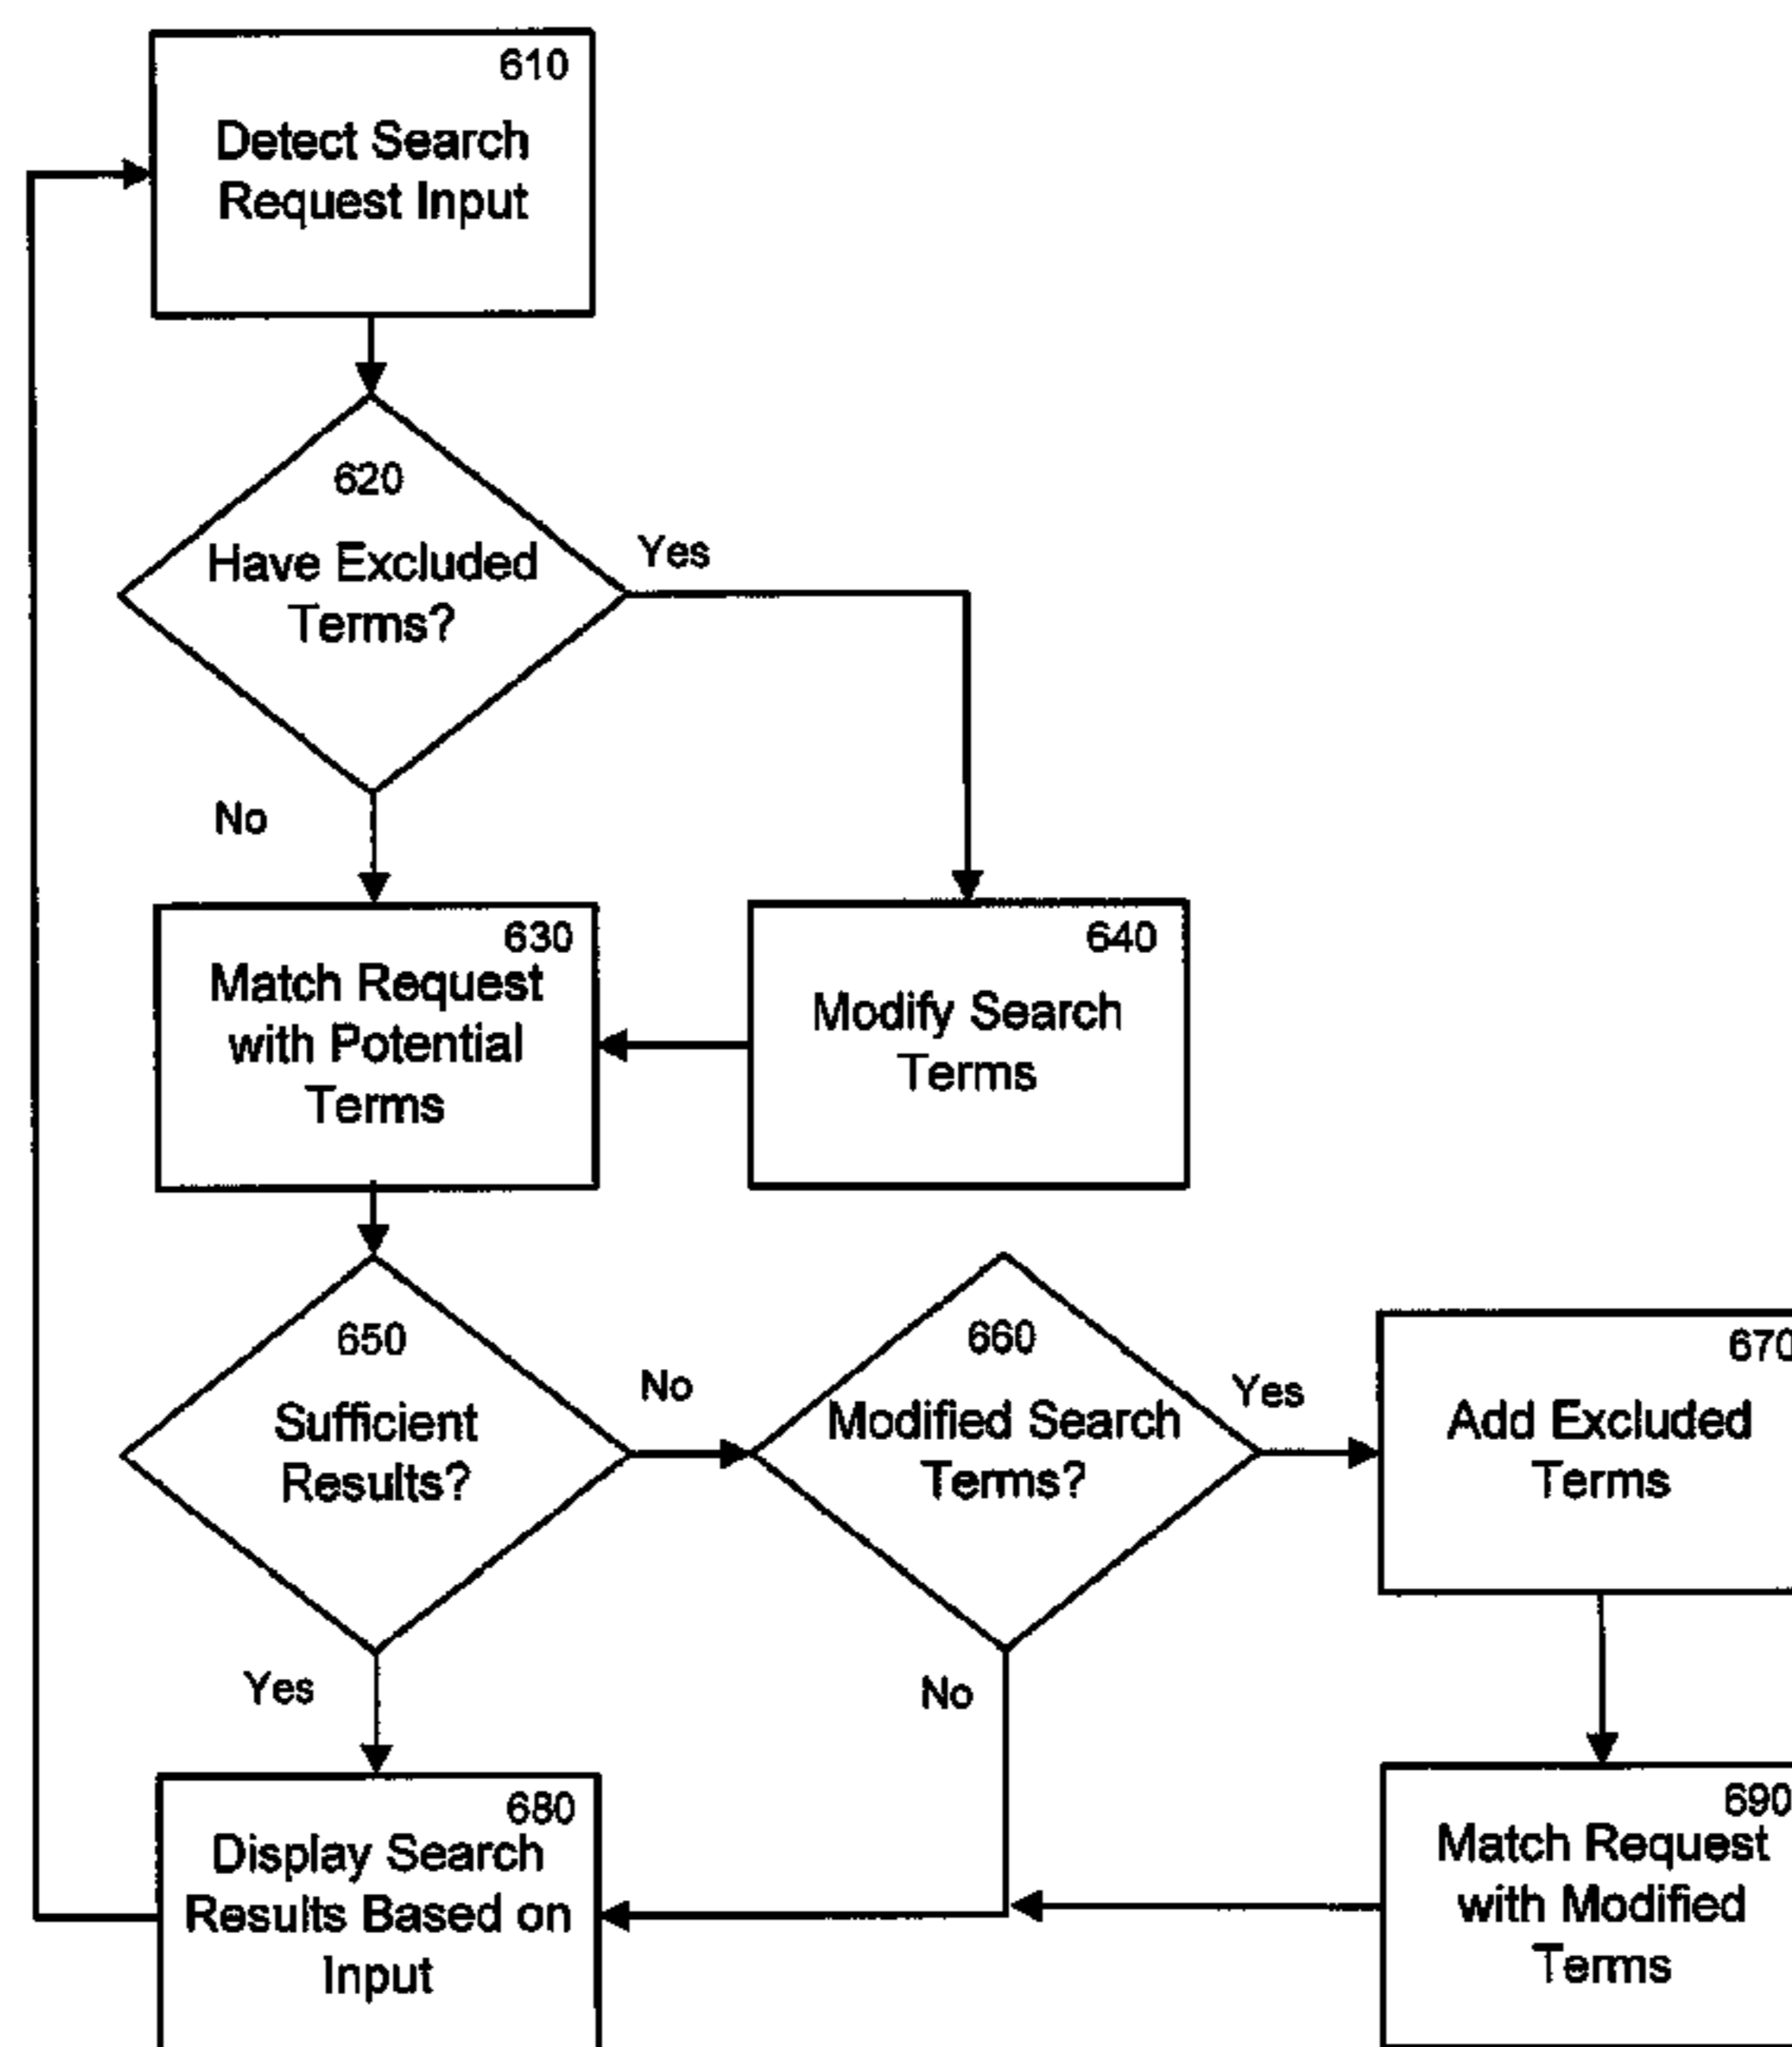 610
Detect Search
Request Input
620
Have Excluded
Terms?
Yes
No
630
Match Request
with Potential
Terms
640
Modify Search
Terms
650
Sufficient
Results?
No
Yes
660
Modified Search
Terms?
Yes
No
670
Add Excluded
Terms
680
Display Search
Results Based on
Input
690
Match Request
with Modified
Terms